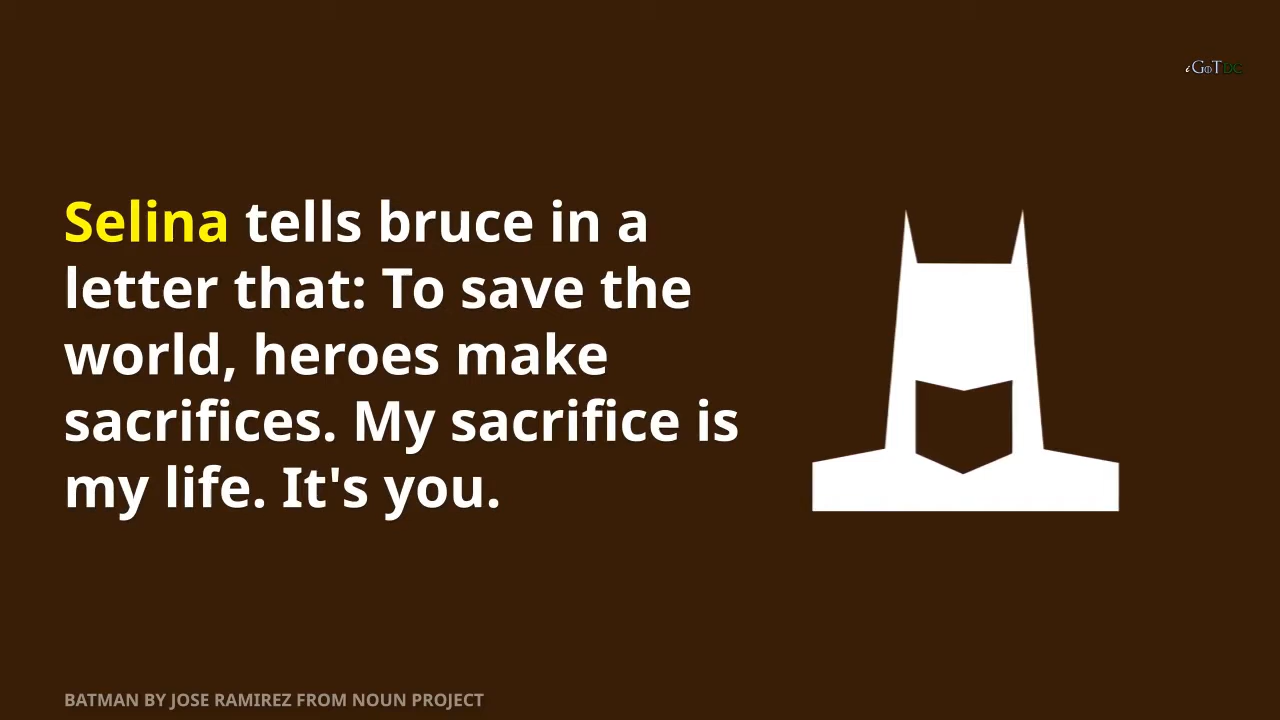 iGoTDC
Selina tells bruce in a
letter that: To save the
world, heroes make
sacrifices. My sacrifice is
my life. It's you.
BATMAN BY JOSE RAMIREZ FROM NOUN PROJECT